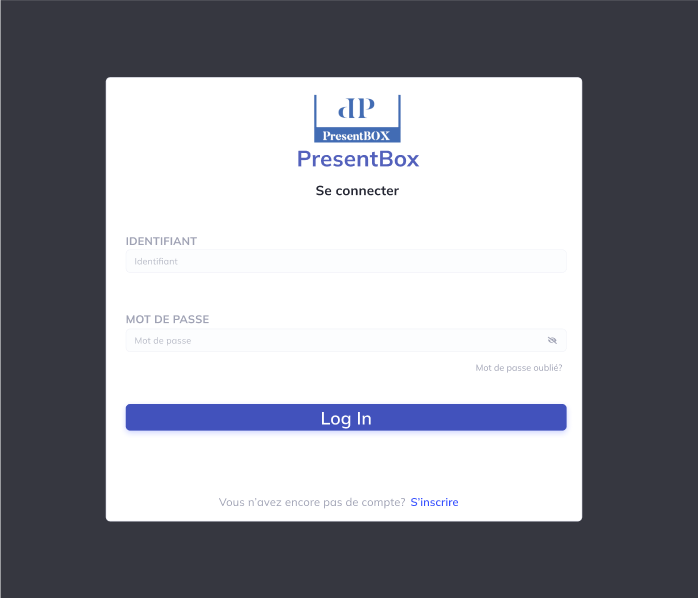 dP
PresentBOX
PresentBox
Se connecter
IDENTIFIANT
Identifiant
MOT DE PASSE
Mot de passe
Mot de passe oublié?
Log In
Vous n'avez encore pas de compte? S'inscrire